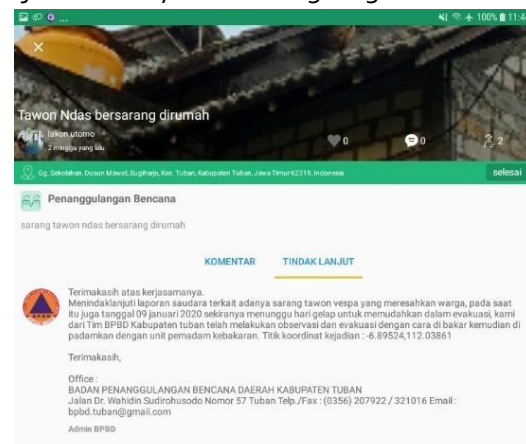 100% 11:4
Tawon Ndas bersarang dirumah
lakon utomo
2 minggu yang lalu
0
0
2
Gg. Sekolahan, Dusun Mawot, Sugiharjo, Kec. Tuban, Kabupaten Tuban, Jawa Timur 62319, Indonesia
selesai
Penanggulangan Bencana
sarang tawon ndas bersarang dirumah
KOMENTAR TINDAK LANJUT
BPBD
Terimakasih atas kerjasamanya.
Menindaklanjuti laporan saudara terkait adanya sarang tawon vespa yang meresahkan warga, pada saat
itu juga tanggal 09 januari 2020 sekiranya menunggu hari gelap untuk memudahkan dalam evakuasi, kami
dari Tim BPBD Kabupaten tuban telah melakukan observasi dan evakuasi dengan cara di bakar kemudian di
padamkan dengan unit pemadam kebakaran. Titik koordinat kejadian : -6.89524,112.03861
Terimakasih,
Office :
BADAN PENANGGULANGAN BENCANA DAERAH KABUPATEN TUBAN
Jalan Dr. Wahidin Sudirohusodo Nomor 57 Tuban Telp./Fax : (0356) 207922 / 321016 Email :
bpbd.tuban@gmail.com
Admin BPBD